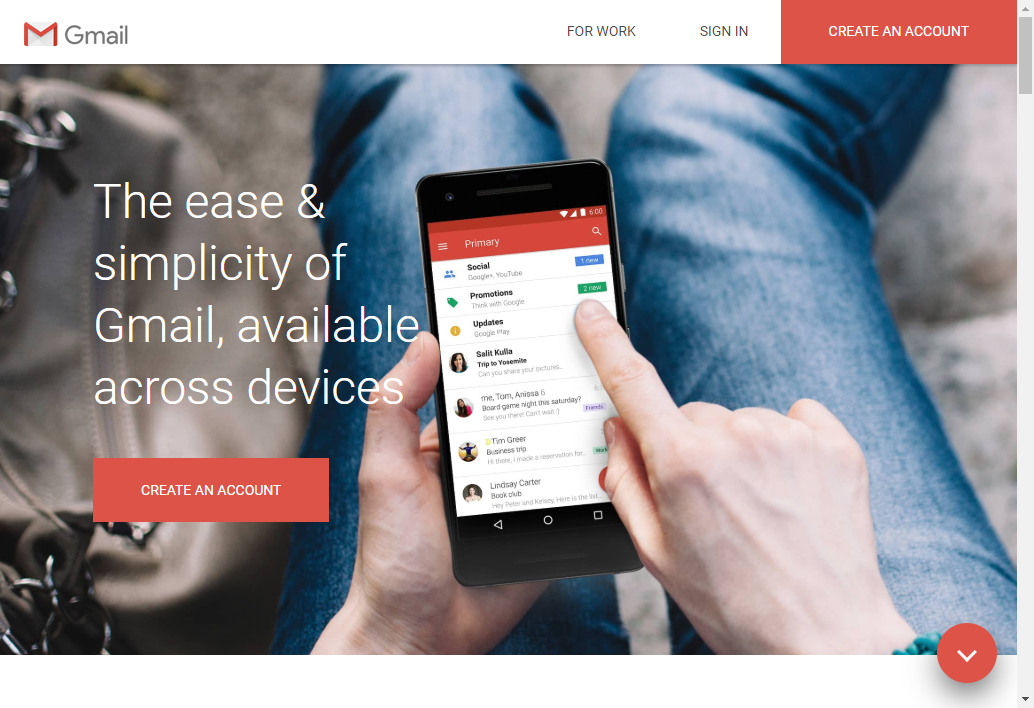 Gmail
FOR WORK
SIGN IN
CREATE AN ACCOUNT
The ease &
simplicity of
Gmail, available
across devices
CREATE AN ACCOUNT
6:00
Primary
Social
1 new
Google+, YouTube
Promotions
2 new
Think with Google
Updates
Google Play
Salit Kulla
Trip to Yosemite
Can you share your pictures...
me, Tom, Anissa 6
Board game night this saturday?
See you there! Can't wait :)
Friends
Tim Greer
Business trip
Hi there, i made a reservation for...
Work
Lindsay Carter
Book club
Hey Peter and Kelsey, Here is the list...